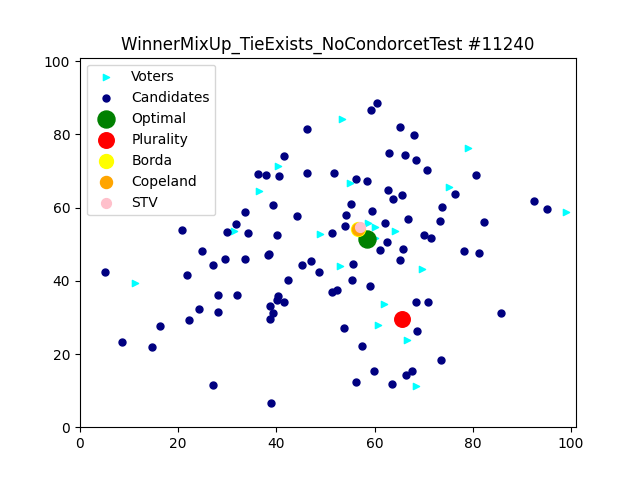 WinnerMixUp_TieExists_NoCondorcetTest #11240
100
80
60
40
20
0
Voters
Candidates
Optimal
Plurality
Borda
Copeland
STV
0 20 40 60 80 100